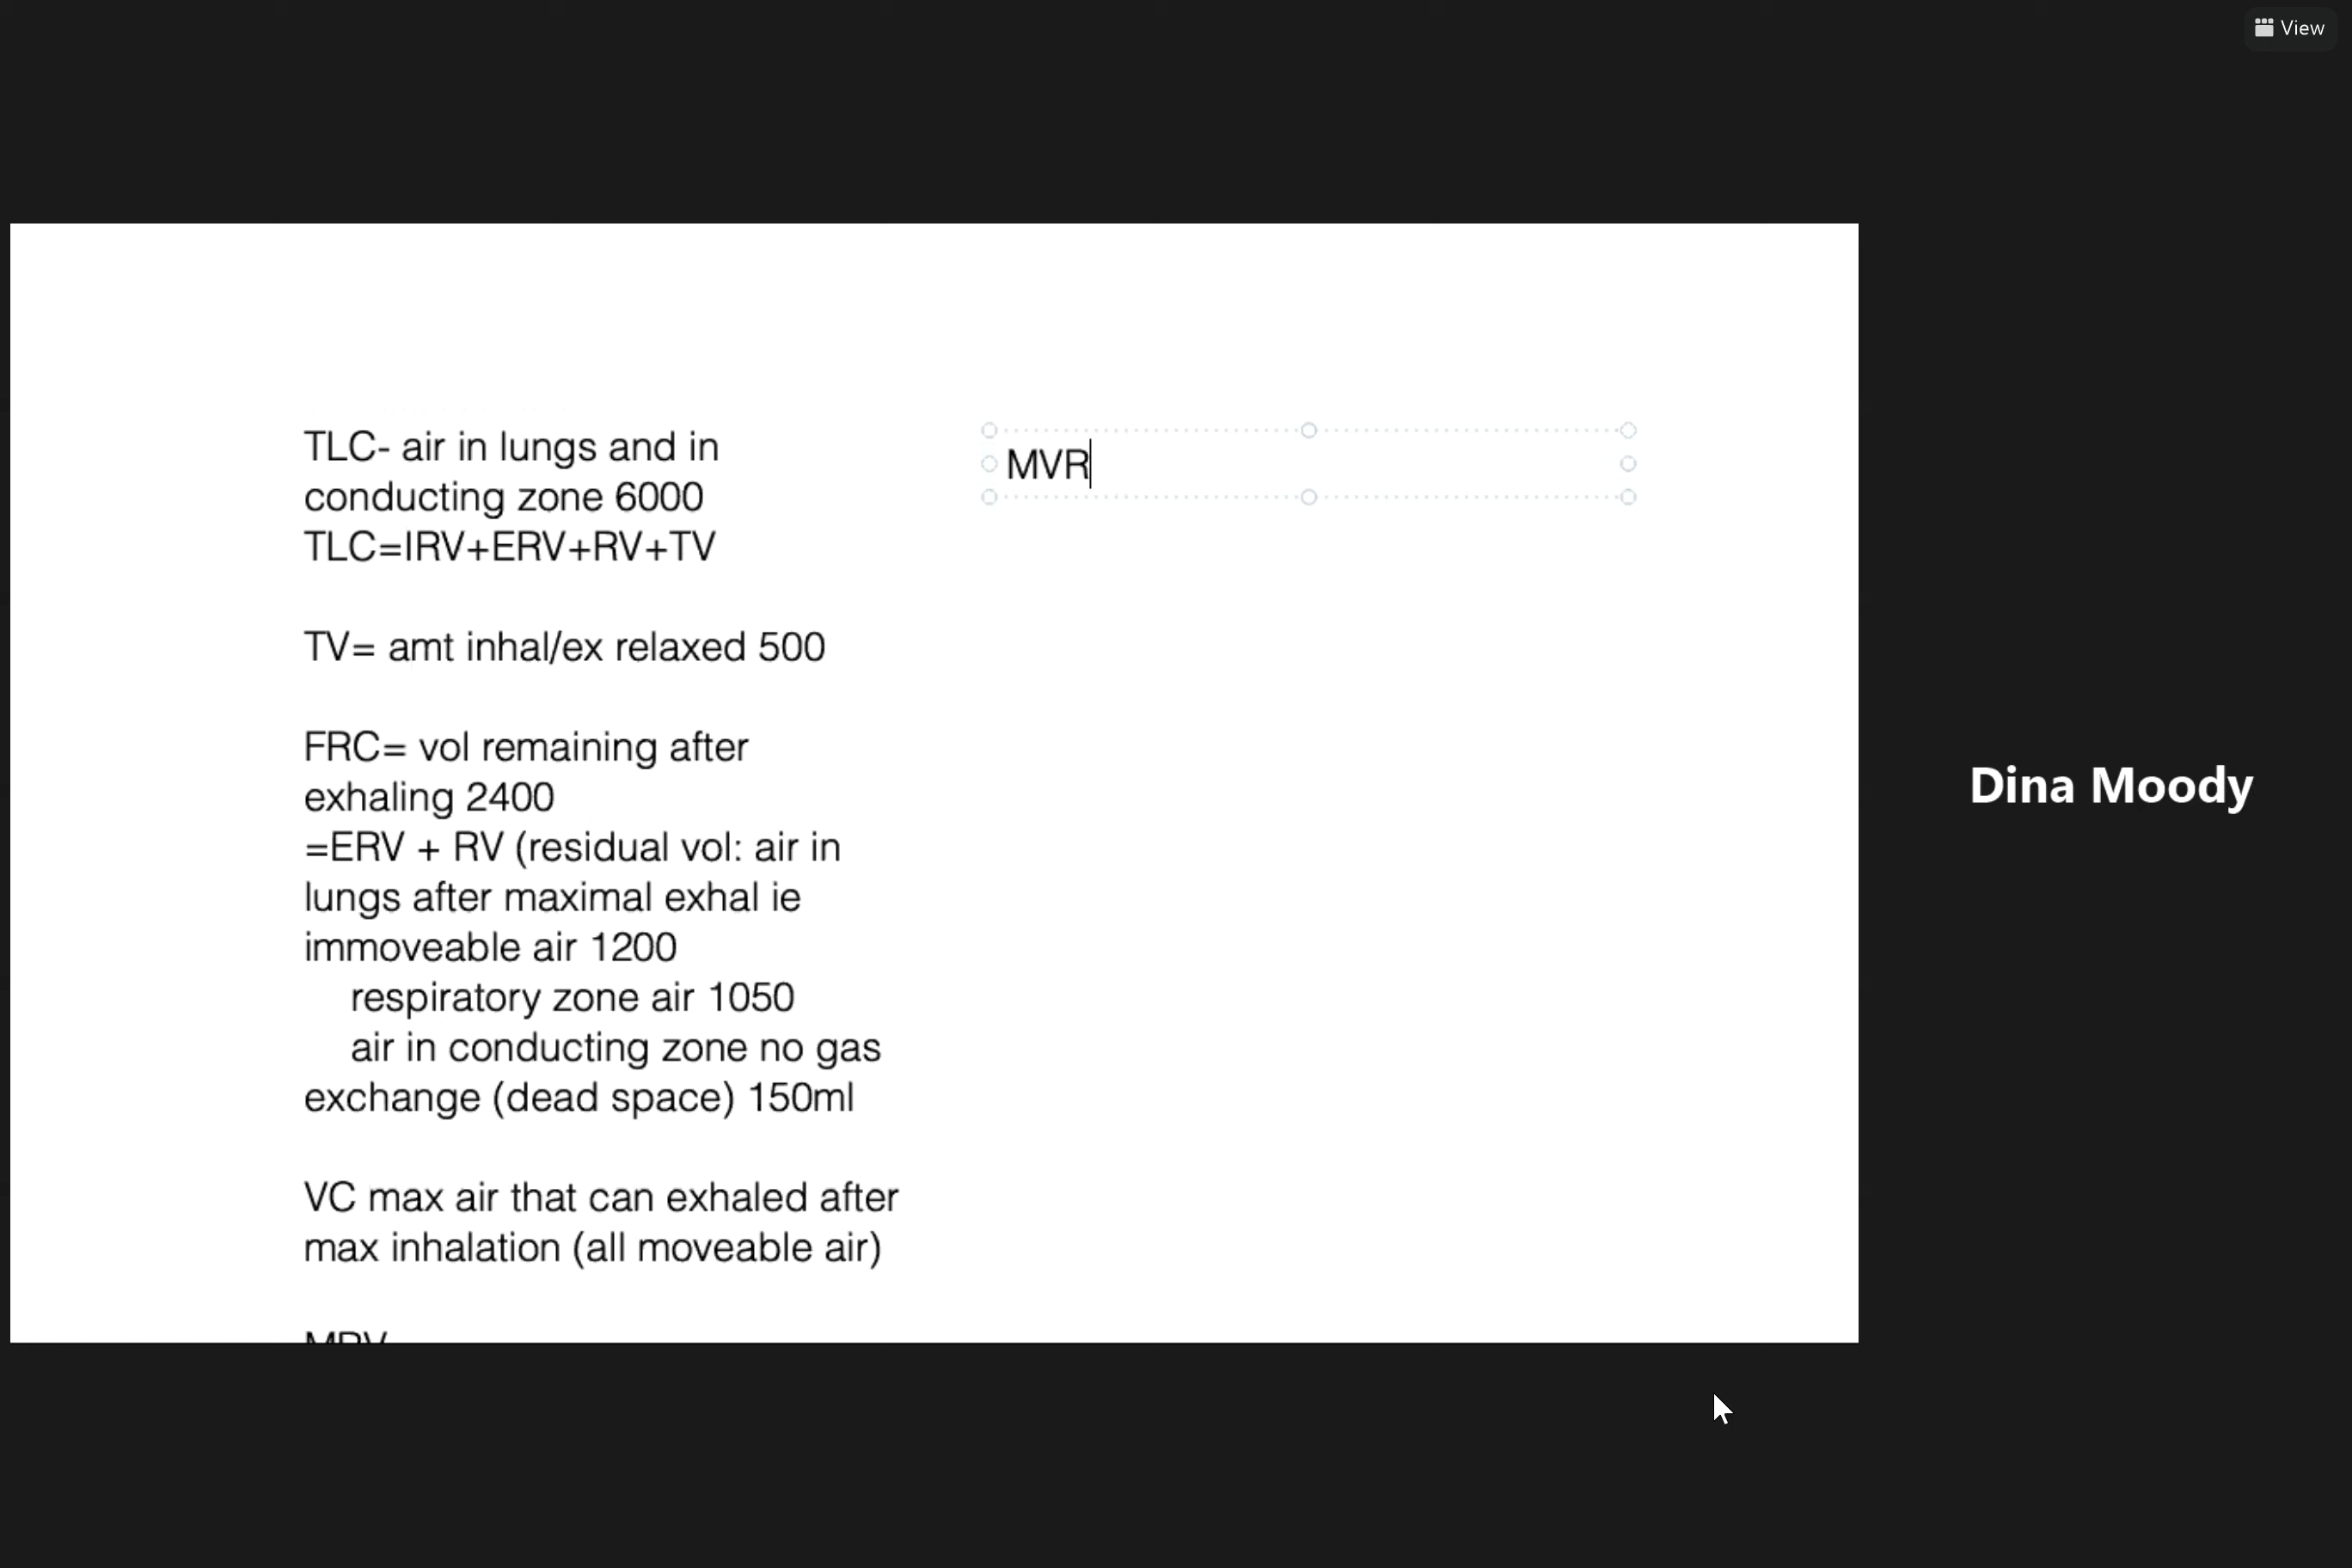 View
TLC- air in lungs and in
conducting zone 6000
TLC=IRV+ERV+RV+TV
TV= amt inhal/ex relaxed 500
FRC= vol remaining after
exhaling 2400
=ERV + RV (residual vol: air in
lungs after maximal exhal ie
immoveable air 1200
respiratory zone air 1050
air in conducting zone no gas
exchange (dead space) 150ml
VC max air that can exhaled after
max inhalation (all moveable air)
MVR
Dina Moody